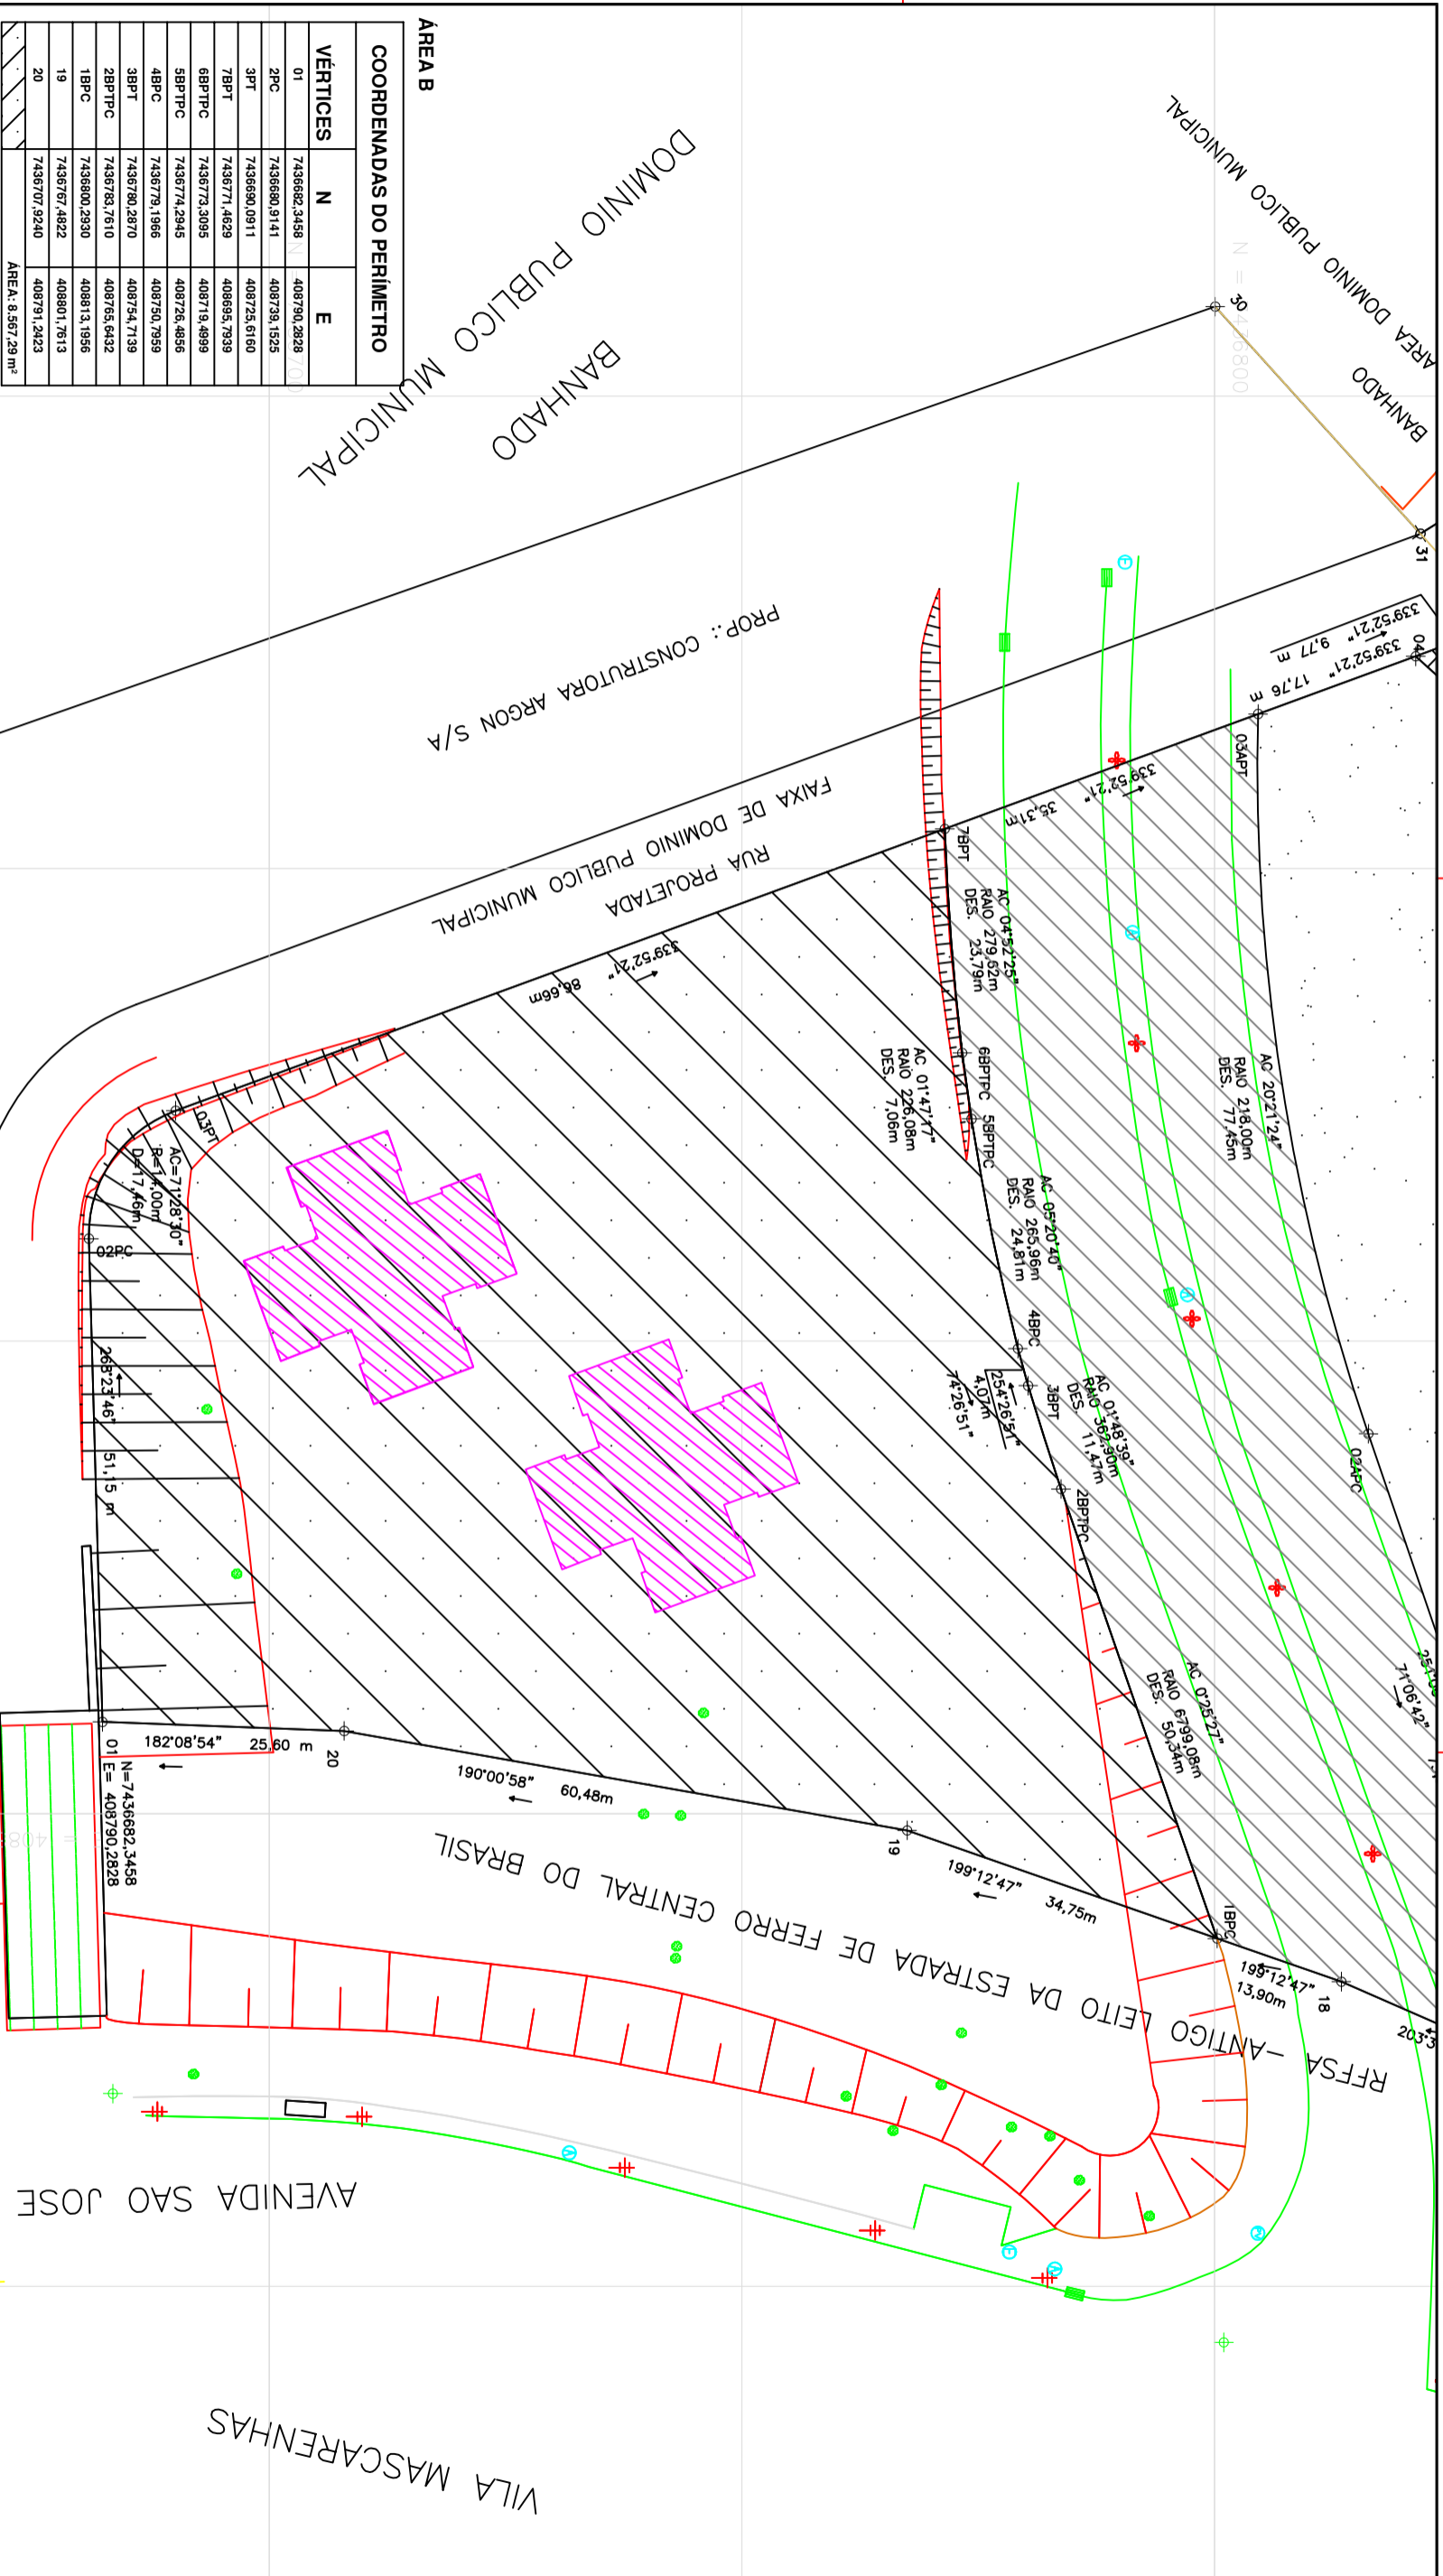 ÁREA B
COORDENADAS DO PERÍMETRO
VÉRTICES N E
01 7436682,3458 408790,2828
2PC 7436680,9141 408739,1525
3PT 7436690,0911 408725,6160
7BPT 7436771,4629 408695,7939
6BPTPC 7436773,3095 408719,4999
5BPTPC 7436774,2945 408726,4856
4BPC 7436779,1966 408750,7959
3BPT 7436780,2870 408754,7139
2BPTPC 7436783,7610 408765,6432
1BPC 7436800,2930 408813,1956
19 7436767,4822 408801,7613
20 7436707,9240 408791,2423
ÁREA: 8.567,29 m²
DOMINIO PUBLICO MUNICIPAL
BANHADO
AREA DOMINIO PUBLICO MUNICIPAL
BANHADO
N = 7436800
30
31
04
339°52'21"
9,77 m
339°52'21"
17,76 m
03APT
PROP.: CONSTRUTORA ARGON S/A
FAIXA DE DOMINIO PUBLICO MUNICIPAL
RUA PROJETADA
339°52'21"
35,31m
7BPT
AC 04°52'25"
RAIO 279,62m
DES. 23,79m
339°52'21"
86,66m
6BPTPC
5BPTPC
AC 01°47'17"
RAIO 226,08m
DES. 7,06m
AC 20°21'24"
RAIO 218,00m
DES. 77,45m
AC 05°20'40"
RAIO 265,96m
DES. 24,81m
4BPC
3BPT
254°26'51"
4,07m
74°26'51"
AC 01°48'39"
RAIO 362,90m
DES. 11,47m
2BPTPC
02APC
03PT
AC=71°28'30"
R=14,00m
D=17,46m
02PC
268°23'46" 51,15 m
AC 0°25'27"
RAIO 6799,08m
DES. 50,34m
71°06'42"
01
N=7436682,3458
E= 408790,2828
182°08'54" 25,60 m
20
190°00'58" 60,48m
19
199°12'47" 34,75m
1BPC
199°12'47"
13,90m
18
RFFSA -ANTIGO LEITO DA ESTRADA DE FERRO CENTRAL DO BRASIL
AVENIDA SAO JOSE
VILA MASCARENHAS